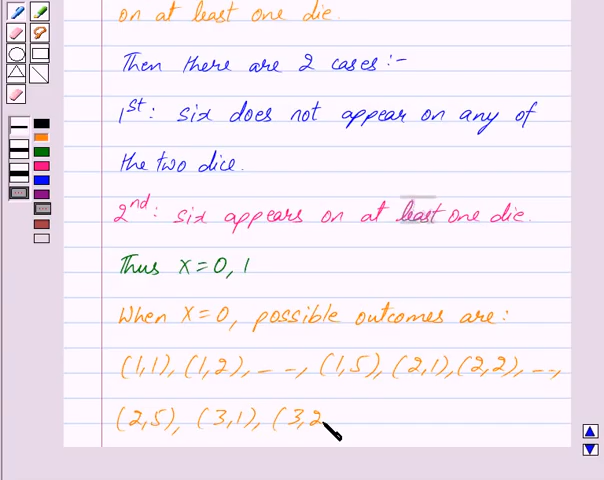 on at least one die.
Then there are 2 cases :-
1st: six does not appear on any of
the two dice.
2nd: six appears on at least one die.
Thus X=0, 1
When X=0, possible outcomes are:
(1,1), (1,2), - - -, (1,5), (2,1), (2,2), ---,
(2,5), (3,1), (3,2